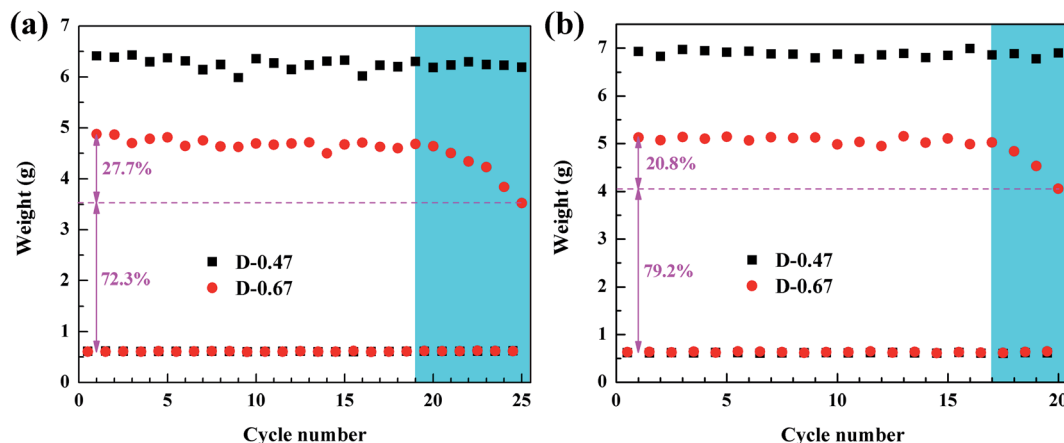 (a)
7
6
5
4
3
2
1
0
Weight (g)
27.7%
72.3%
D-0.47
D-0.67
0 5 10 15 20 25
Cycle number
(b)
7
6
5
4
3
2
1
0
Weight (g)
20.8%
79.2%
D-0.47
D-0.67
0 5 10 15 20
Cycle number